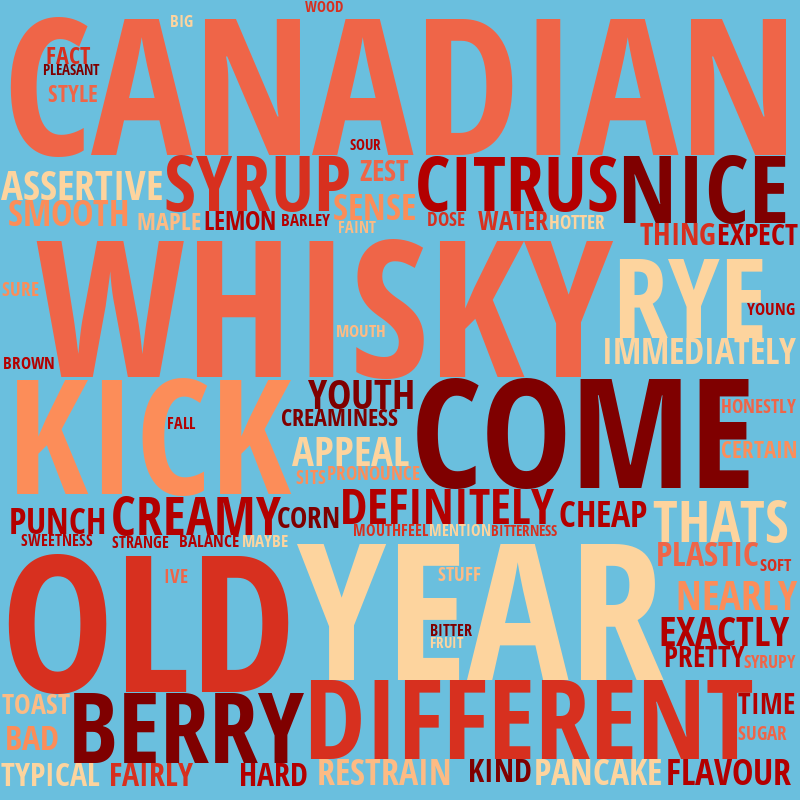 WOOD
BIG
CANADIAN
FACT
PLEASANT
STYLE
SOUR
ASSERTIVE SYRUP ZEST CITRUS NICE
SMOOTH MAPLE LEMON BARLEY SENSE DOSE WATER HOTTER
FAINT
THING EXPECT
WHISKY RYE
SURE
YOUNG
MOUTH
BROWN
IMMEDIATELY
KICK YOUTH COME
HONESTLY
CREAMINESS
FALL
APPEAL
CERTAIN
SITS PRONOUNCE
PUNCH CREAMY CORN DEFINITELY CHEAP THATS
MOUTHFEEL MENTION BITTERNESS
SWEETNESS STRANGE BALANCE MAYBE
PLASTIC
SOFT
OLD YEAR
IVE
STUFF
NEARLY
BITTER
FRUIT
EXACTLY
PRETTY SYRUPY
TOAST BERRY DIFFERENT TIME
BAD
SUGAR
TYPICAL FAIRLY HARD RESTRAIN KIND PANCAKE FLAVOUR